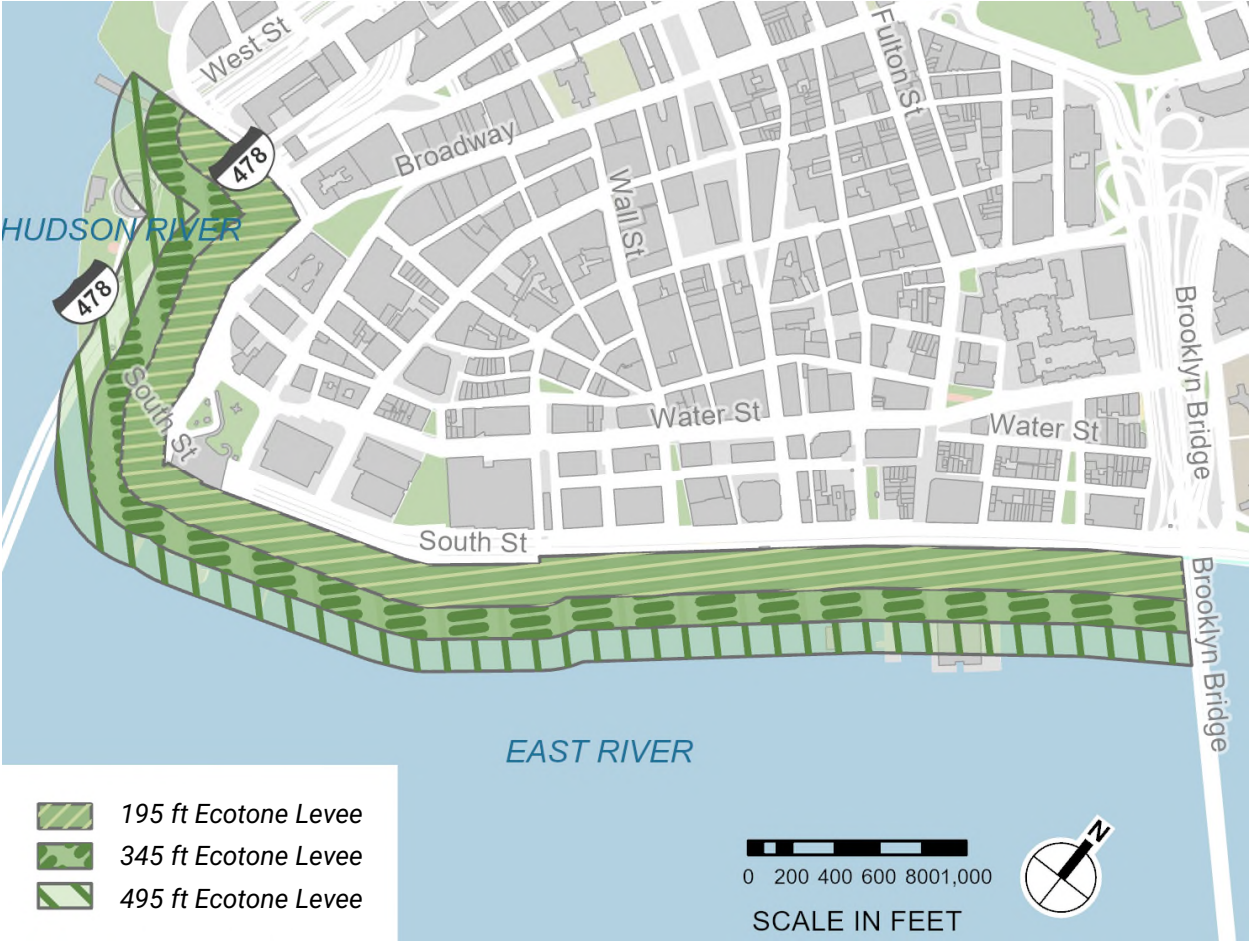 West St
Fulton St
Broadway
478
Wall St
HUDSON RIVER
478
Brooklyn Bridge
South St
Water St
Water St
South St
Brooklyn Bridge
EAST RIVER
195 ft Ecotone Levee
345 ft Ecotone Levee
495 ft Ecotone Levee
N
0 200 400 600 8001,000
SCALE IN FEET